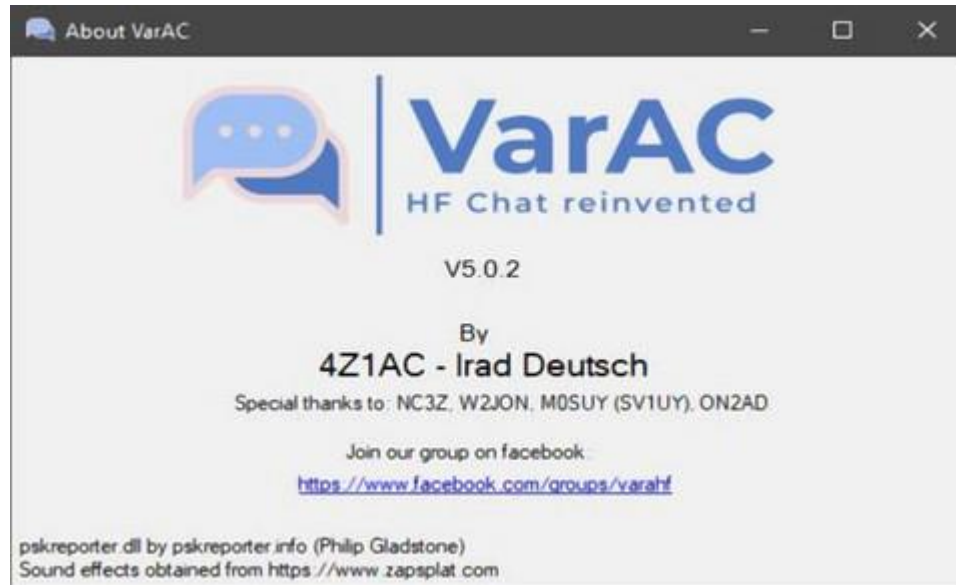 About VarAC
VarAC
HF Chat reinvented
V5.0.2
By
4Z1AC - Irad Deutsch
Special thanks to: NC3Z, W2JON, M0SUY (SV1UY), ON2AD
Join our group on facebook:
https://www.facebook.com/groups/varahf
pskreporter.dll by pskreporter.info (Philip Gladstone)
Sound effects obtained from https://www.zapsplat.com